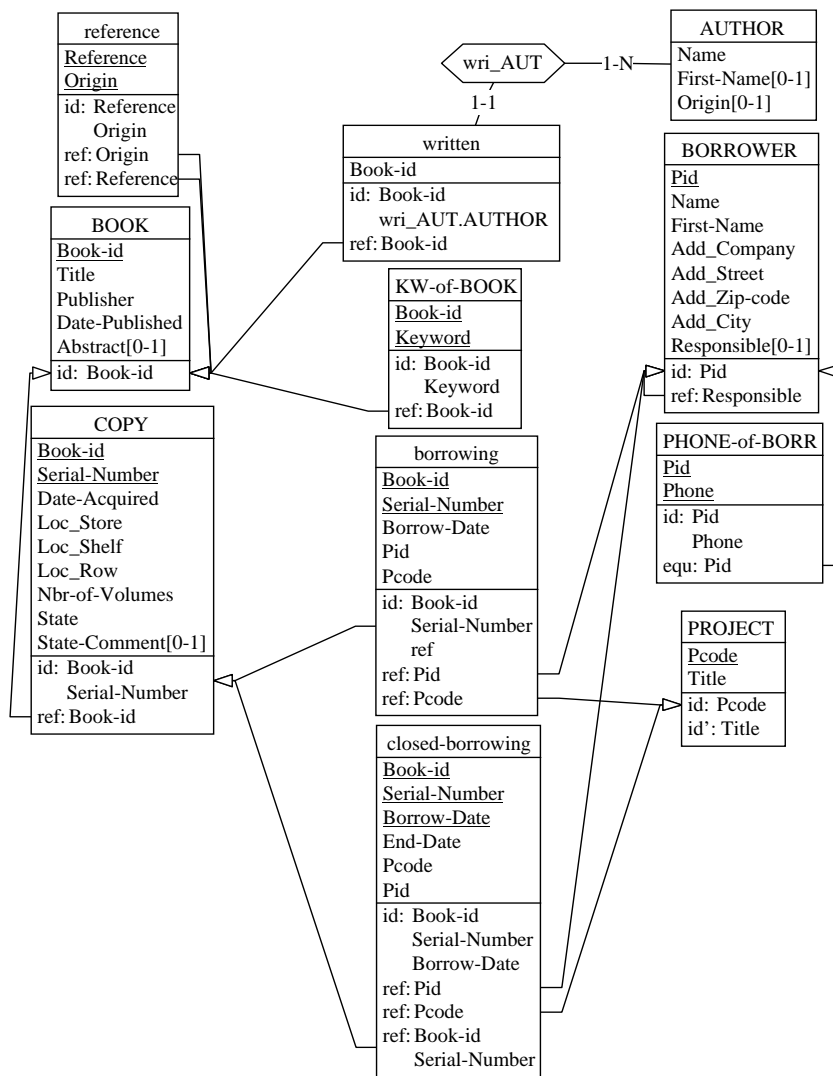 reference
Reference
Origin
id: Reference
Origin
ref: Origin
ref: Reference
wri_AUT
1-N
1-1
AUTHOR
Name
First-Name[0-1]
Origin[0-1]
written
Book-id
id: Book-id
wri_AUT.AUTHOR
ref: Book-id
BORROWER
Pid
Name
First-Name
Add_Company
Add_Street
Add_Zip-code
Add_City
Responsible[0-1]
id: Pid
ref: Responsible
BOOK
Book-id
Title
Publisher
Date-Published
Abstract[0-1]
id: Book-id
KW-of-BOOK
Book-id
Keyword
id: Book-id
Keyword
ref: Book-id
COPY
Book-id
Serial-Number
Date-Acquired
Loc_Store
Loc_Shelf
Loc_Row
Nbr-of-Volumes
State
State-Comment[0-1]
id: Book-id
Serial-Number
ref: Book-id
borrowing
Book-id
Serial-Number
Borrow-Date
Pid
Pcode
id: Book-id
Serial-Number
ref
ref: Pid
ref: Pcode
PHONE-of-BORR
Pid
Phone
id: Pid
Phone
equ: Pid
PROJECT
Pcode
Title
id: Pcode
id’: Title
closed-borrowing
Book-id
Serial-Number
Borrow-Date
End-Date
Pcode
Pid
id: Book-id
Serial-Number
Borrow-Date
ref: Pid
ref: Pcode
ref: Book-id
Serial-Number